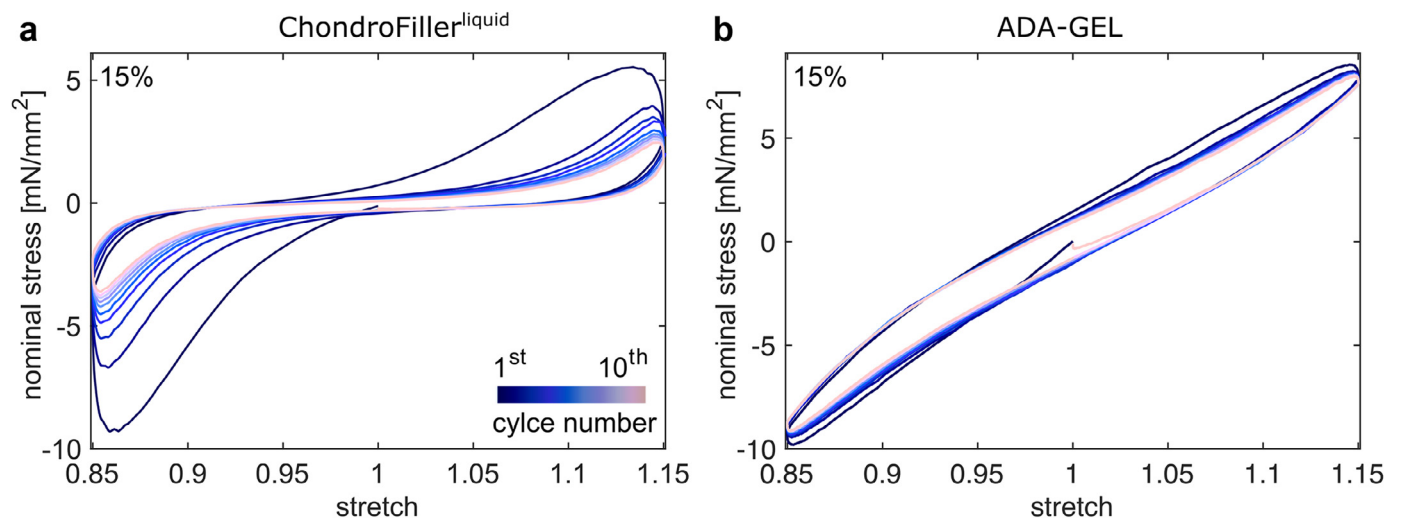 a
ChondroFiller^liquid
15%
5
0
-5
-10
nominal stress [mN/mm²]
1st 10th
cylce number
0.85 0.9 0.95 1 1.05 1.1 1.15
stretch
b
ADA-GEL
15%
5
0
-5
-10
nominal stress [mN/mm²]
0.85 0.9 0.95 1 1.05 1.1 1.15
stretch